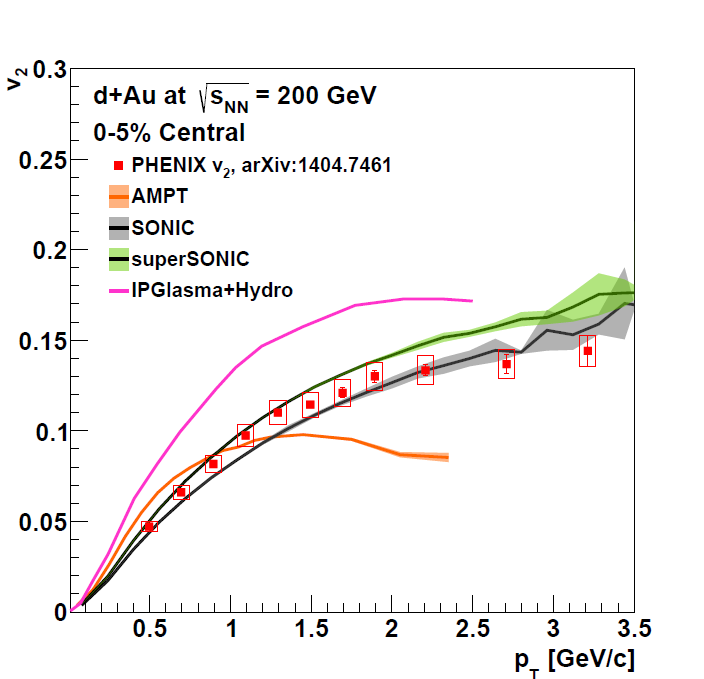 v2
0.3
d+Au at √sNN = 200 GeV
0-5% Central
0.25
PHENIX v2, arXiv:1404.7461
AMPT
SONIC
0.2
superSONIC
IPGlasma+Hydro
0.15
0.1
0.05
0
0.5 1 1.5 2 2.5 3 3.5
pT [GeV/c]